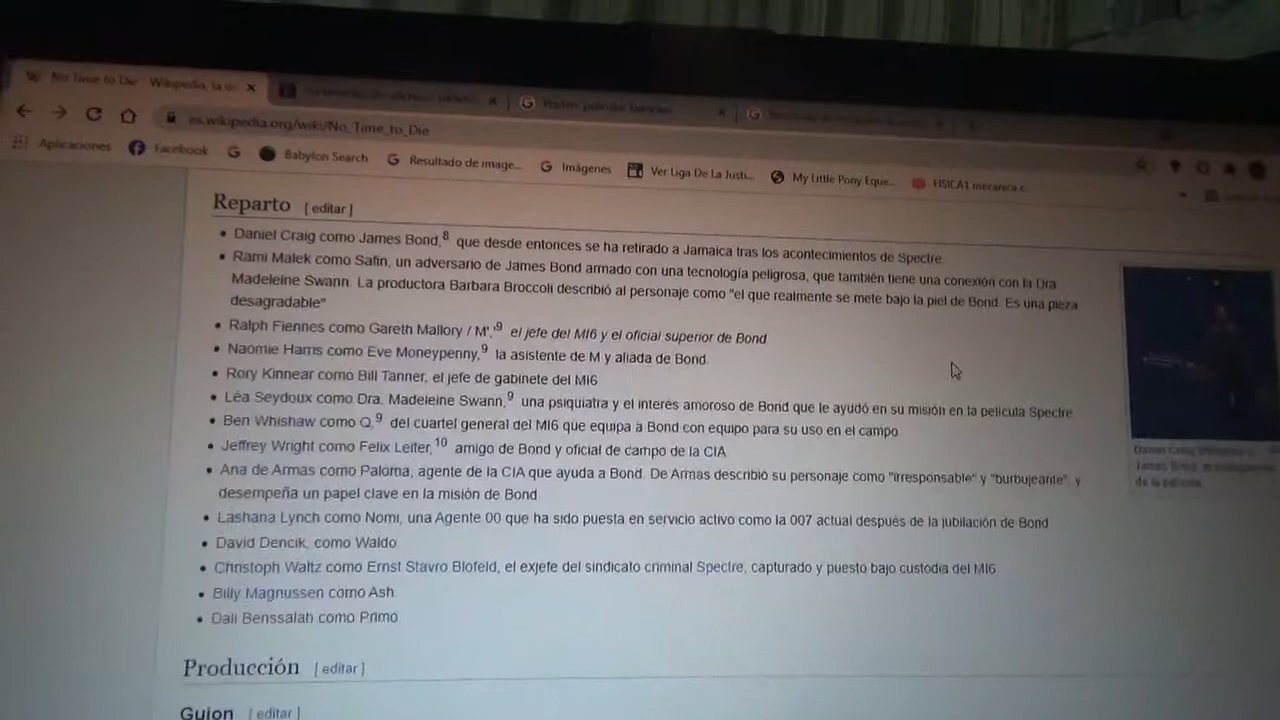 No Time to Die - Wikipedia, la e
es.wikipedia.org/wiki/No_Time_to_Die
Aplicaciones Facebook Babylon Search Resultado de image... Imágenes Ver Liga De La Justi... My Little Pony Eque... FISICA1 mecanica c...
Reparto [ editar ]
• Daniel Craig como James Bond,8 que desde entonces se ha retirado a Jamaica tras los acontecimientos de Spectre.
• Rami Malek como Safin, un adversario de James Bond armado con una tecnología peligrosa, que también tiene una conexión con la Dra.
Madeleine Swann. La productora Barbara Broccoli describió al personaje como "el que realmente se mete bajo la piel de Bond. Es una pieza
desagradable"
• Ralph Fiennes como Gareth Mallory / M',9 el jefe del MI6 y el oficial superior de Bond
• Naomie Harris como Eve Moneypenny,9 la asistente de M y aliada de Bond.
• Rory Kinnear como Bill Tanner, el jefe de gabinete del MI6
• Léa Seydoux como Dra. Madeleine Swann,9 una psiquiatra y el interés amoroso de Bond que le ayudó en su misión en la película Spectre
• Ben Whishaw como Q,9 del cuartel general del MI6 que equipa a Bond con equipo para su uso en el campo.
• Jeffrey Wright como Felix Leiter,10 amigo de Bond y oficial de campo de la CIA.
• Ana de Armas como Paloma, agente de la CIA que ayuda a Bond. De Armas describió su personaje como "irresponsable" y "burbujeante", y
desempeña un papel clave en la misión de Bond.
• Lashana Lynch como Nomi, una Agente 00 que ha sido puesta en servicio activo como la 007 actual después de la jubilación de Bond
• David Dencik, como Waldo.
• Christoph Waltz como Ernst Stavro Blofeld, el exjefe del sindicato criminal Spectre, capturado y puesto bajo custodia del MI6.
• Billy Magnussen como Ash.
• Dali Benssalah como Primo
Daniel Craig
James Bond,
de la película
Producción [ editar ]
Guion [ editar ]